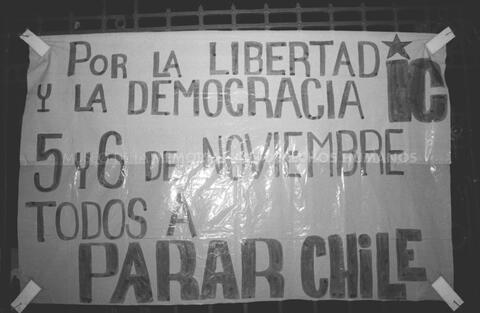 POR LA LIBERTAD
Y LA DEMOCRACIA
iC
5 Y 6 DE NOVIEMBRE
TODOS A
PARAR CHiLE